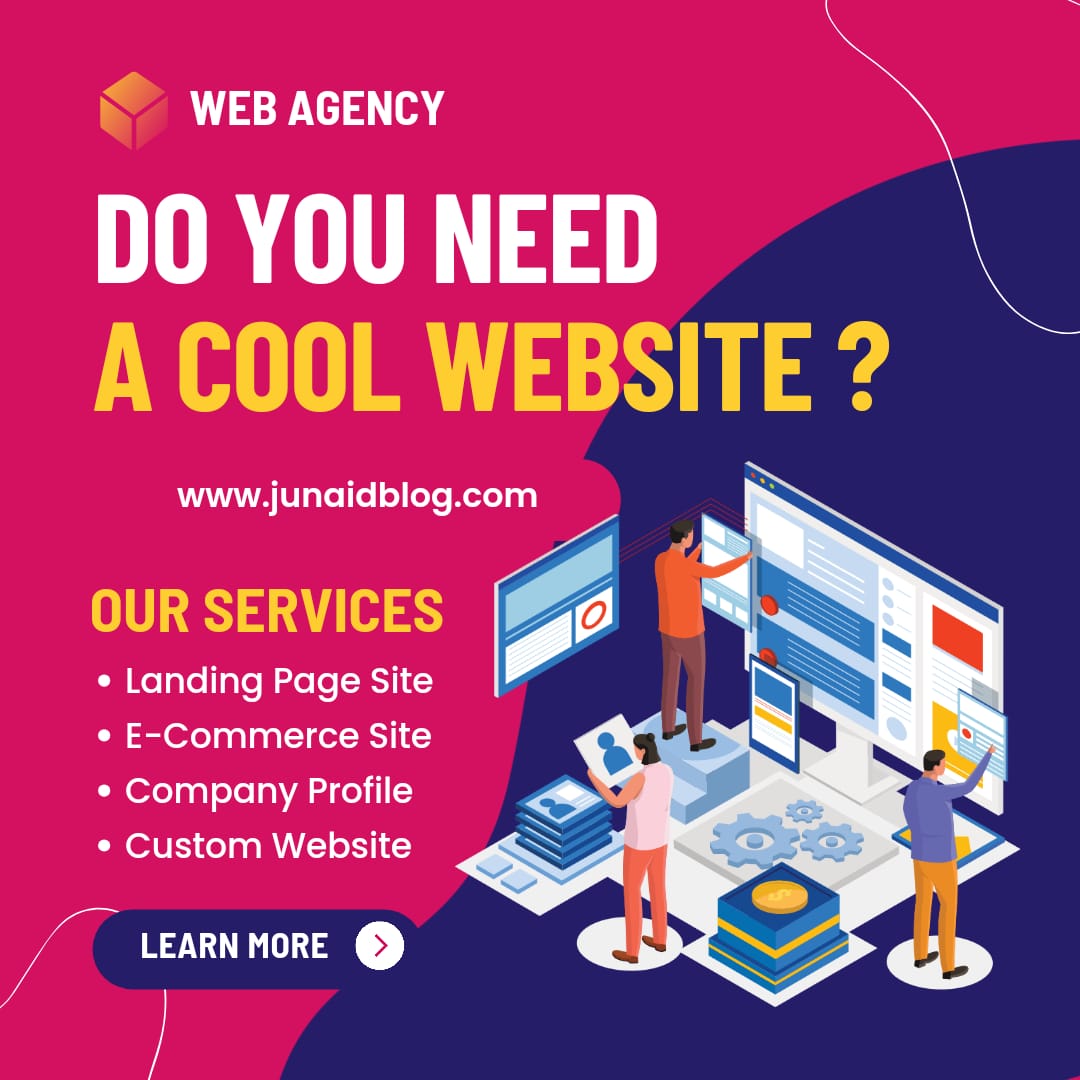 WEB AGENCY
DO YOU NEED
A COOL WEBSITE ?
www.junaidblog.com
OUR SERVICES
• Landing Page Site
• E-Commerce Site
• Company Profile
• Custom Website
LEARN MORE